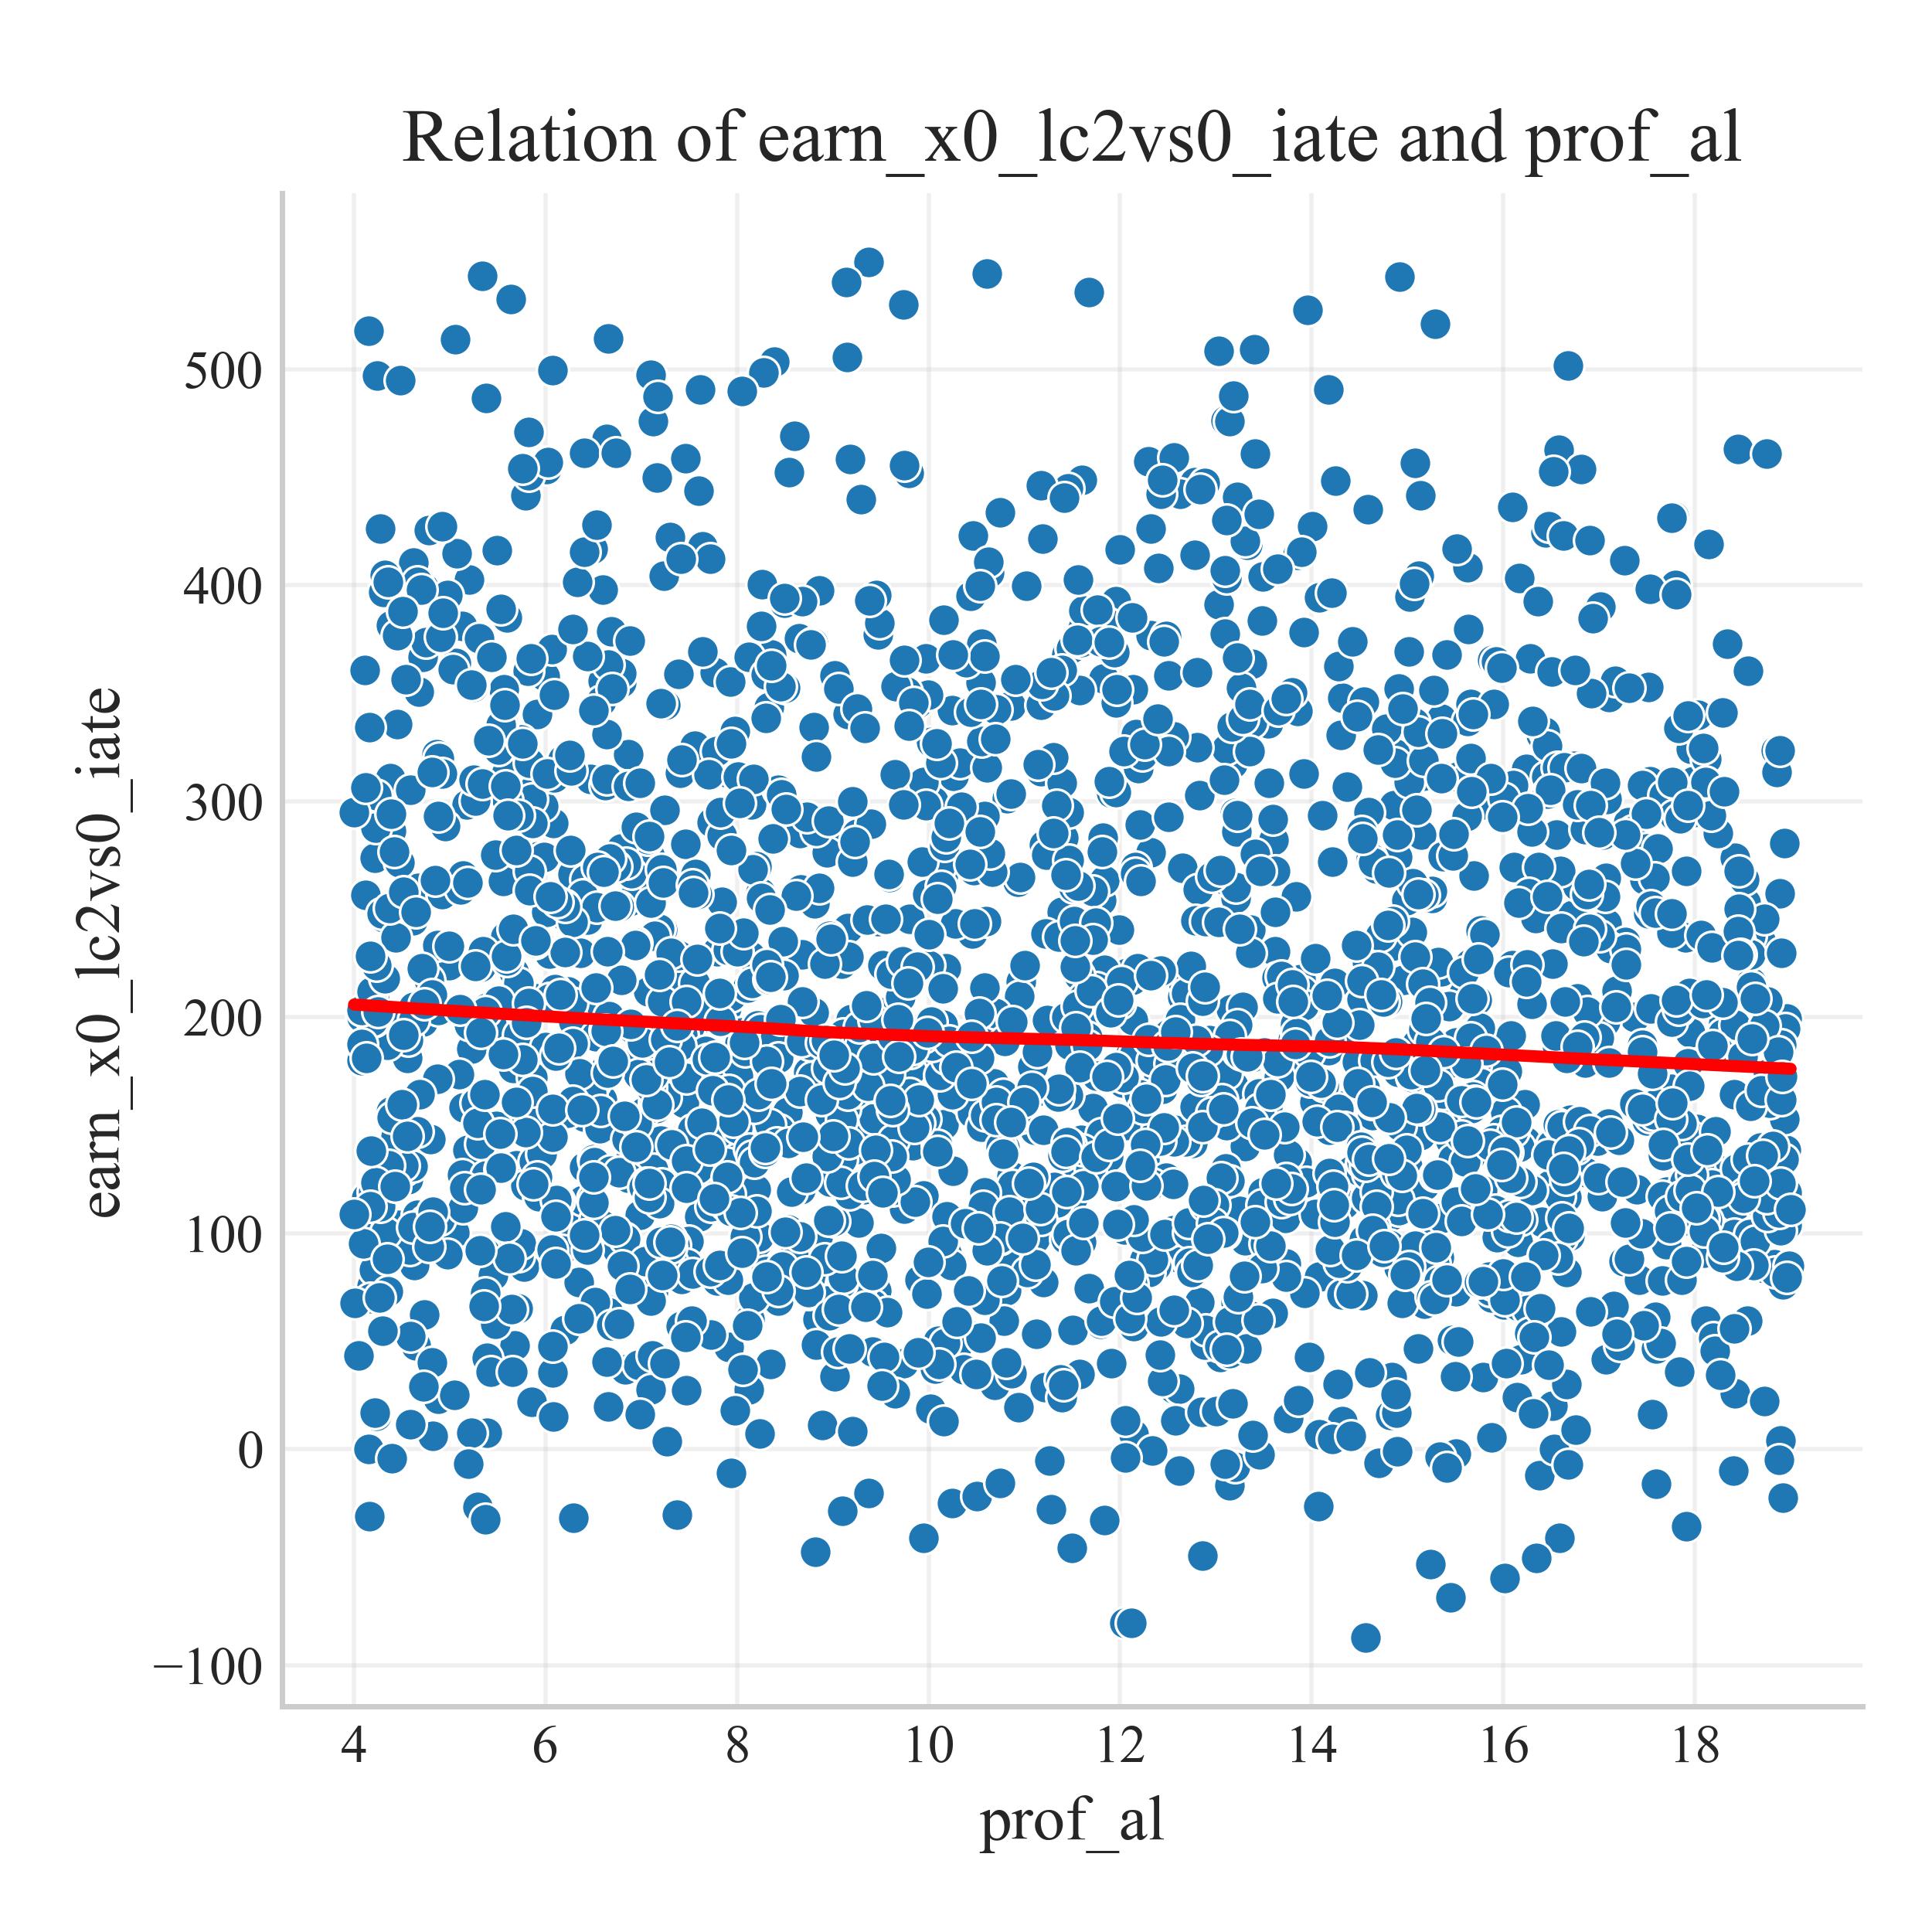 Relation of earn_x0_lc2vs0_iate and prof_al
earn_x0_lc2vs0_iate
500
400
300
200
100
0
−100
4 6 8 10 12 14 16 18
prof_al